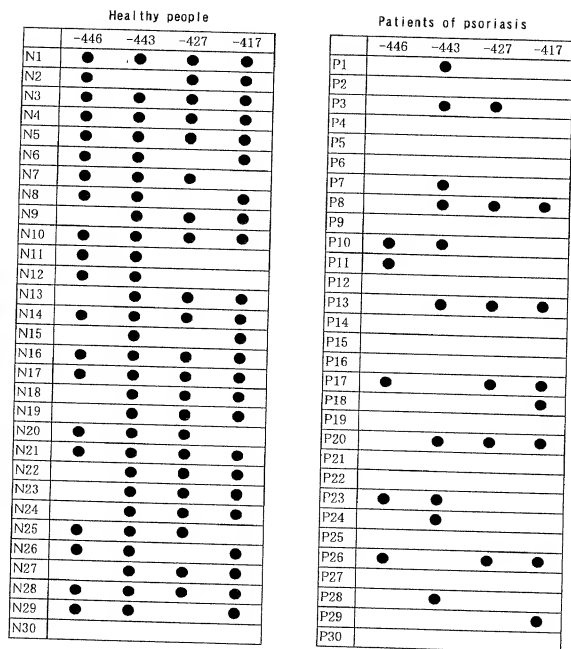 Healthy people
-446 -443 -427 -417
N1 ● ● ● ●
N2 ● ● ●
N3 ● ● ● ●
N4 ● ● ● ●
N5 ● ● ● ●
N6 ● ● ●
N7 ● ● ●
N8 ● ● ●
N9 ● ● ●
N10 ● ● ● ●
N11 ● ●
N12 ● ●
N13 ● ● ●
N14 ● ● ● ●
N15 ● ●
N16 ● ● ● ●
N17 ● ● ● ●
N18 ● ● ●
N19 ● ● ●
N20 ● ● ●
N21 ● ● ● ●
N22 ● ● ●
N23 ● ● ●
N24 ● ● ●
N25 ● ● ●
N26 ● ● ●
N27 ● ● ●
N28 ● ● ● ●
N29 ● ● ●
N30
Patients of psoriasis
-446 -443 -427 -417
P1 ●
P2
P3 ● ●
P4
P5
P6
P7 ●
P8 ● ● ●
P9
P10 ● ●
P11 ●
P12
P13 ● ● ●
P14
P15
P16
P17 ● ● ●
P18 ●
P19
P20 ● ● ●
P21
P22
P23 ● ●
P24 ●
P25
P26 ● ● ●
P27
P28 ●
P29 ●
P30